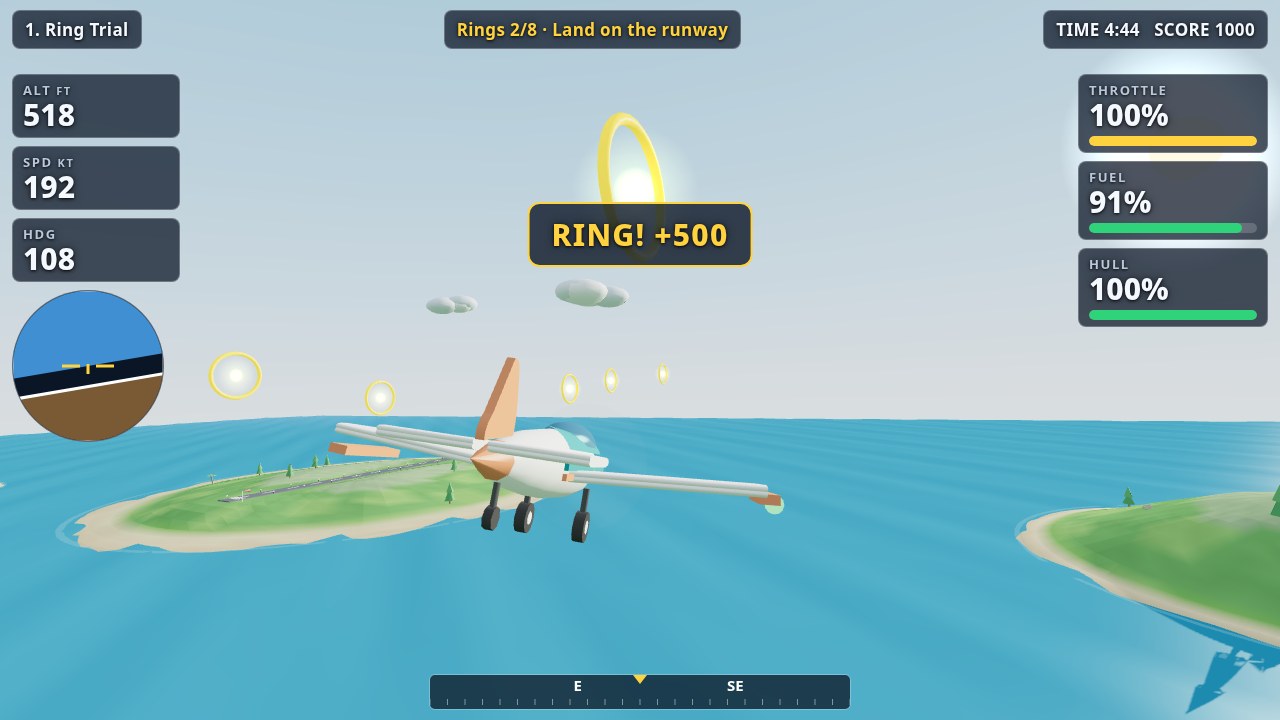 1. Ring Trial
Rings 2/8 · Land on the runway
TIME 4:44 SCORE 1000
ALT FT
518
SPD KT
192
HDG
108
THROTTLE
100%
FUEL
91%
HULL
100%
RING! +500
E SE